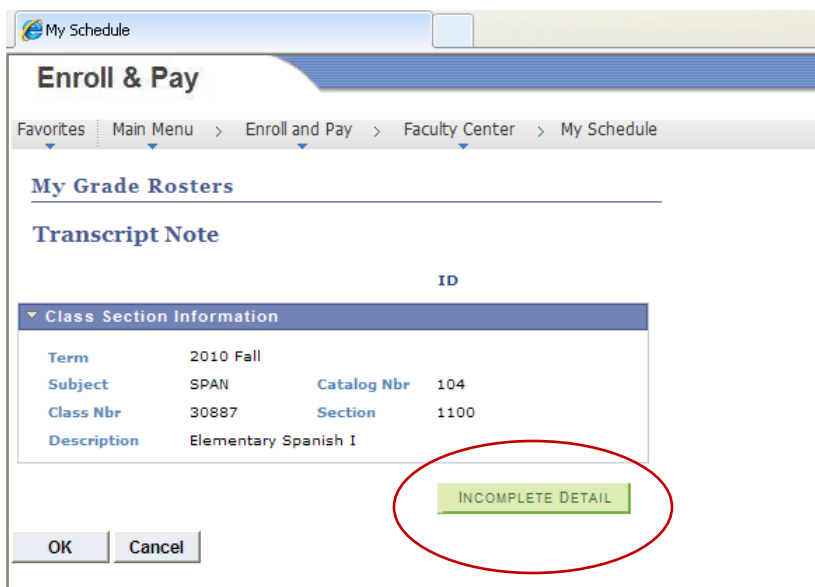 My Schedule
Enroll & Pay
Favorites Main Menu > Enroll and Pay > Faculty Center > My Schedule
My Grade Rosters
Transcript Note
ID
Class Section Information
Term 2010 Fall
Subject SPAN Catalog Nbr 104
Class Nbr 30887 Section 1100
Description Elementary Spanish I
INCOMPLETE DETAIL
OK Cancel